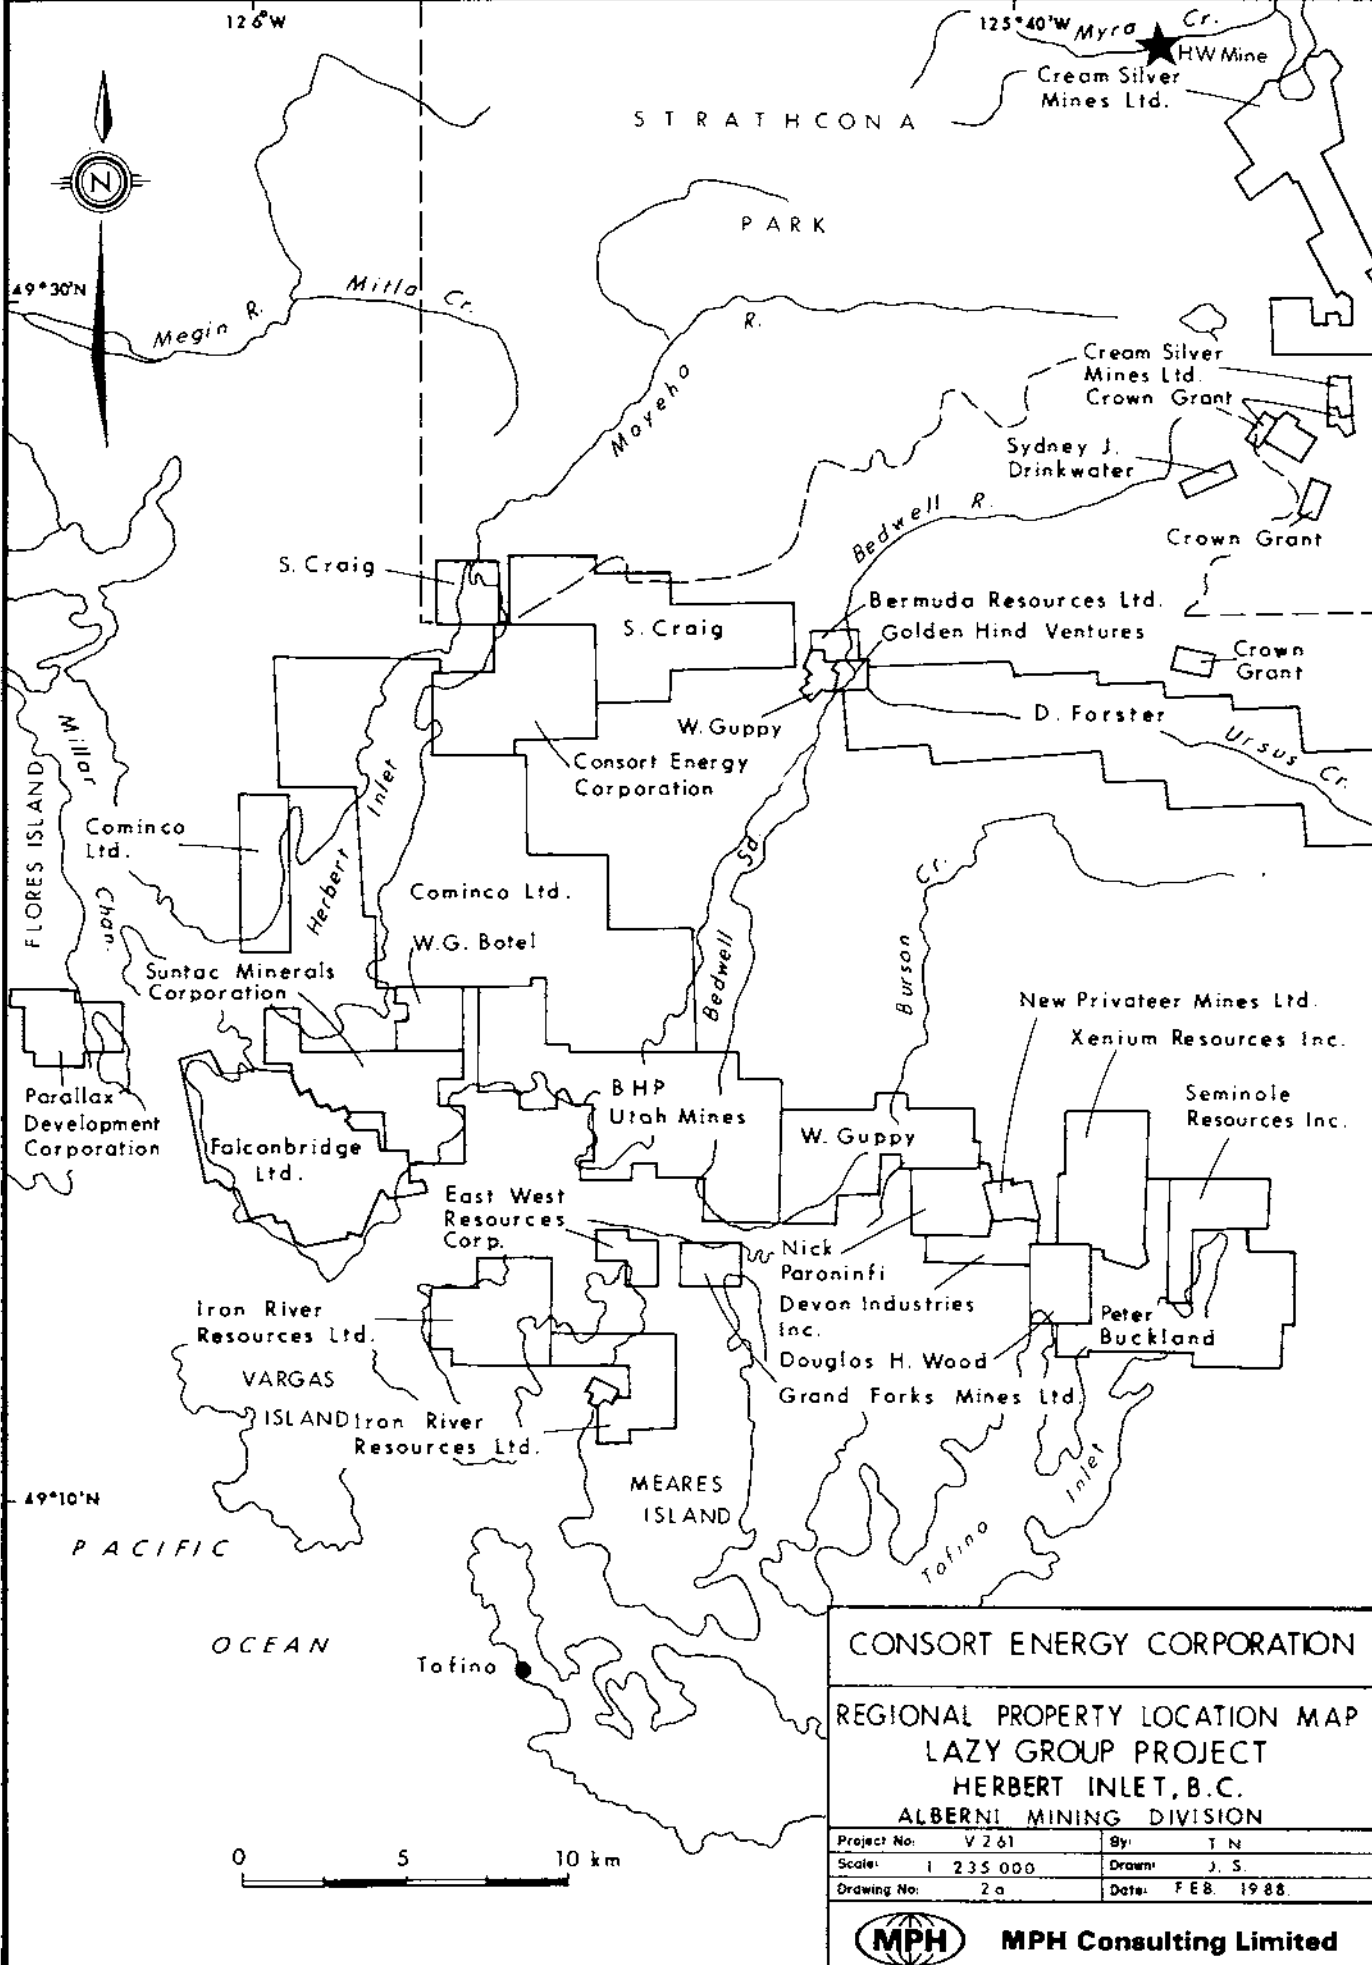 126°W
125°40'W
Myra Cr.
HW Mine
Cream Silver
Mines Ltd.
STRATHCONA
PARK
N
49°30'N
Megin R.
Mitla Cr.
Moyeha R.
Cream Silver
Mines Ltd.
Crown Grant
Sydney J.
Drinkwater
Bedwell R.
Crown Grant
S. Craig
S. Craig
Bermuda Resources Ltd.
Golden Hind Ventures
Crown
Grant
W. Guppy
D. Forster
Ursus Cr.
Consort Energy
Corporation
Millar Chan.
FLORES ISLAND
Herbert Inlet
Cominco
Ltd.
Cominco Ltd.
W.G. Botel
Bedwell Sd.
Burson Cr.
Suntac Minerals
Corporation
New Privateer Mines Ltd.
Xenium Resources Inc.
Seminole
Resources Inc.
Parallax
Development
Corporation
Falconbridge
Ltd.
BHP
Utah Mines
W. Guppy
East West
Resources
Corp.
Nick
Paroninfi
Devon Industries
Inc.
Peter
Buckland
Iron River
Resources Ltd.
Douglas H. Wood
Grand Forks Mines Ltd.
VARGAS
ISLAND
Iron River
Resources Ltd.
MEARES
ISLAND
Tofino Inlet
49°10'N
PACIFIC
OCEAN
Tofino
0 5 10 km
CONSORT ENERGY CORPORATION
REGIONAL PROPERTY LOCATION MAP
LAZY GROUP PROJECT
HERBERT INLET, B.C.
ALBERNI MINING DIVISION
Project No: V 261 By: T N
Scale: 1 235 000 Drawn: J. S.
Drawing No: 2a Date: FEB. 1988.
MPH MPH Consulting Limited